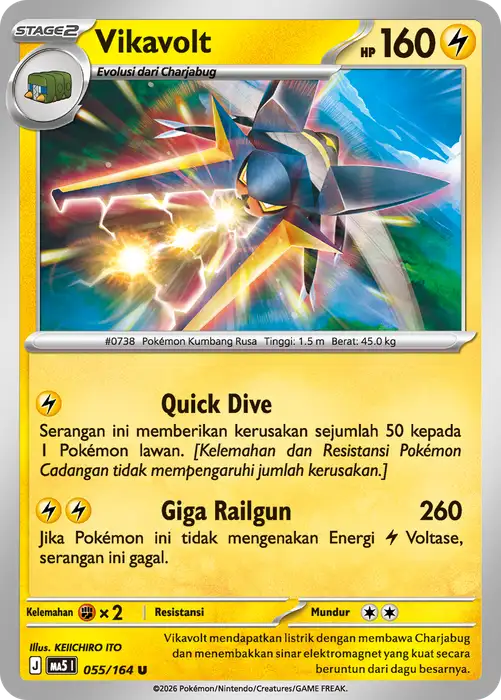 STAGE2 Vikavolt HP 160
Evolusi dari Charjabug
#0738 Pokémon Kumbang Rusa Tinggi: 1.5 m Berat: 45.0 kg
Quick Dive
Serangan ini memberikan kerusakan sejumlah 50 kepada
1 Pokémon lawan. [Kelemahan dan Resistansi Pokémon
Cadangan tidak mempengaruhi jumlah kerusakan.]
Giga Railgun 260
Jika Pokémon ini tidak mengenakan Energi Voltase,
serangan ini gagal.
Kelemahan ×2 Resistansi Mundur
Illus. KEIICHIRO ITO
J MA5 I 055/164 U
Vikavolt mendapatkan listrik dengan membawa Charjabug
dan menembakkan sinar elektromagnet yang kuat secara
beruntun dari dagu besarnya.
©2026 Pokémon/Nintendo/Creatures/GAME FREAK.